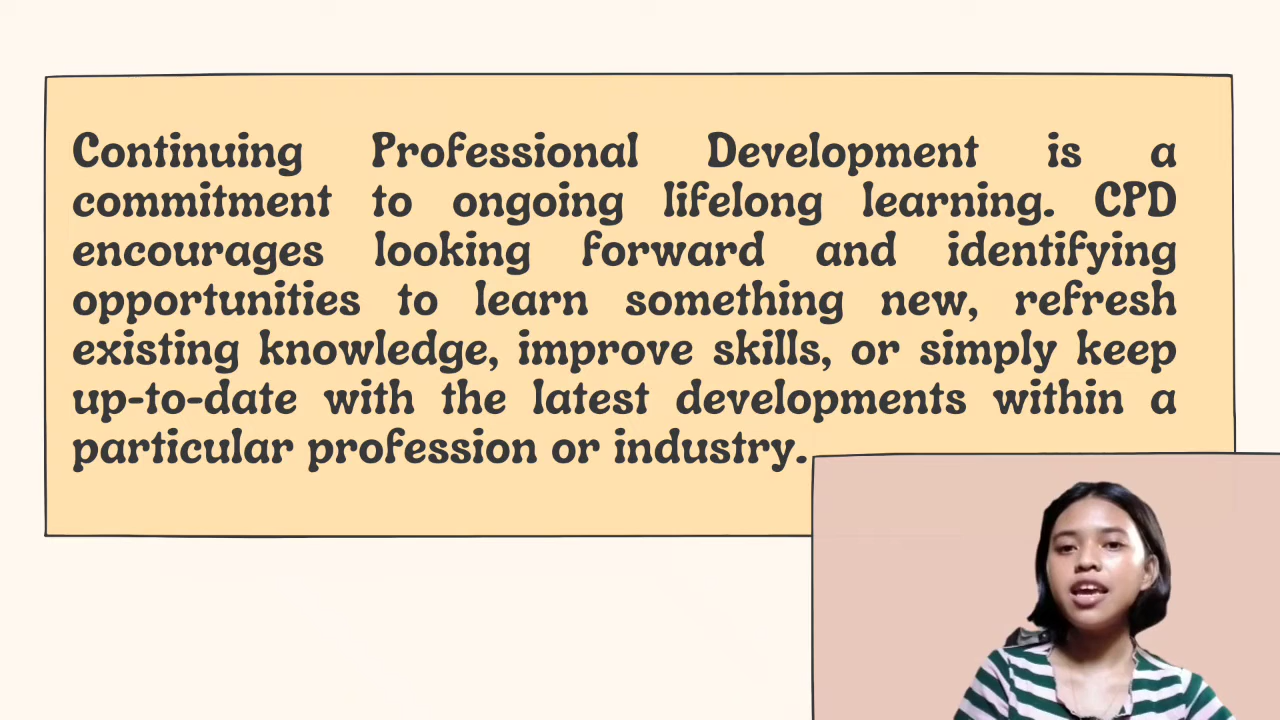 Continuing Professional Development is a
commitment to ongoing lifelong learning. CPD
encourages looking forward and identifying
opportunities to learn something new, refresh
existing knowledge, improve skills, or simply keep
up-to-date with the latest developments within a
particular profession or industry.